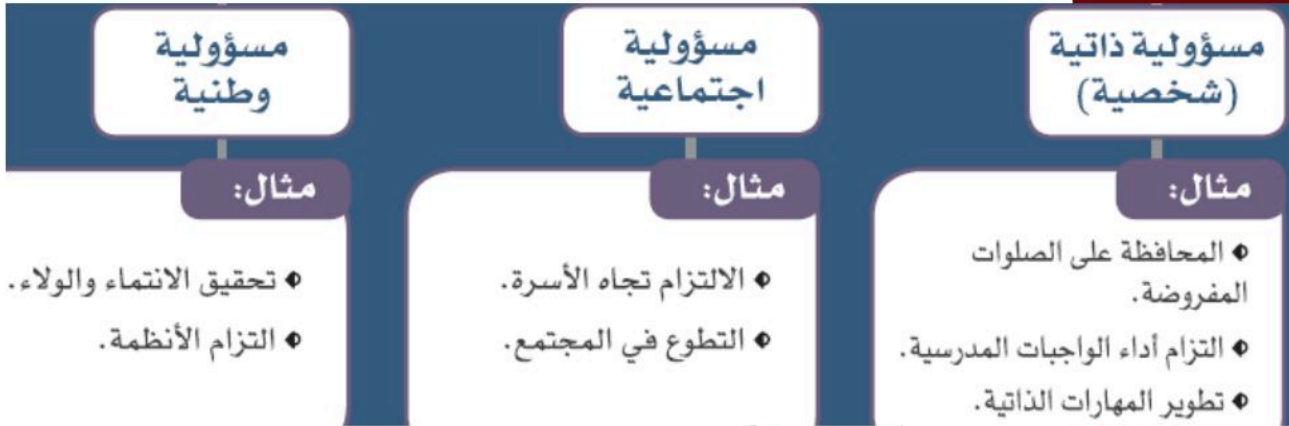 مسؤولية ذاتية
(شخصية)
مثال:
المحافظة على الصلوات
المفروضة.
التزام أداء الواجبات المدرسية.
تطوير المهارات الذاتية.
مسؤولية
اجتماعية
مثال:
الالتزام تجاه الأسرة.
التطوع في المجتمع.
مسؤولية
وطنية
مثال:
تحقيق الانتماء والولاء.
التزام الأنظمة.